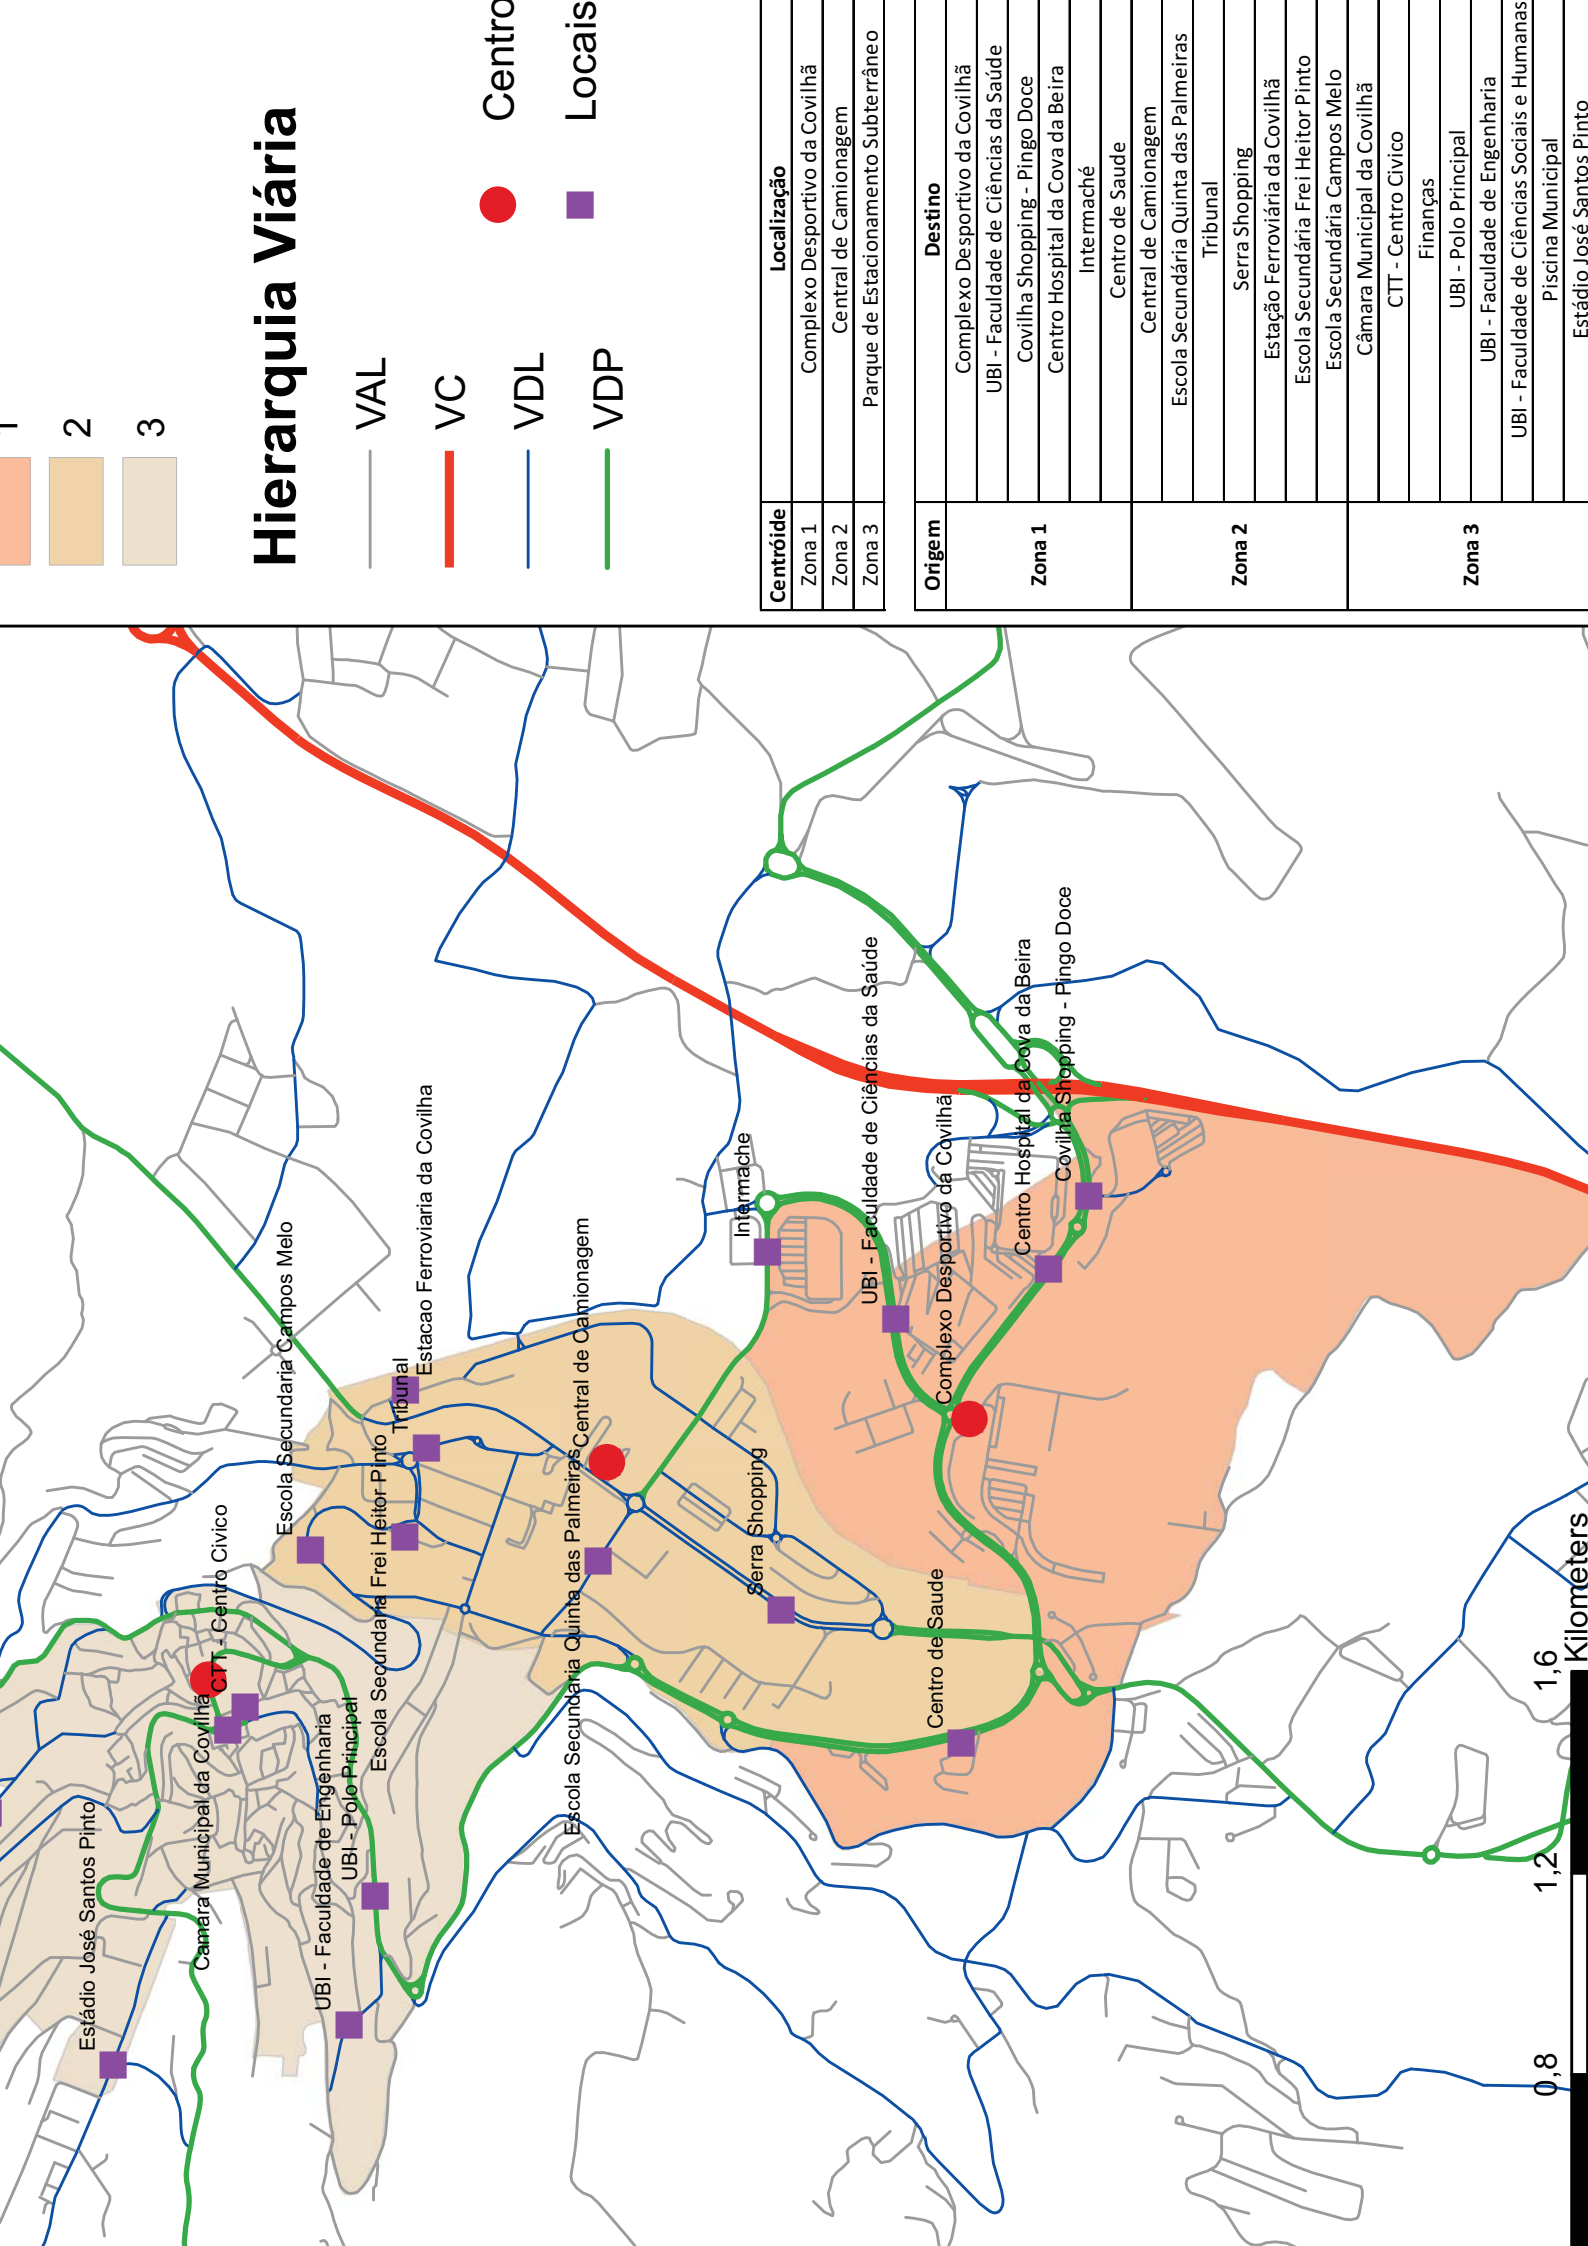 1
2
3
Hierarquia Viária
VAL
VC
VDL
VDP
Centro
Locais
Centróide Localização
Zona 1 Complexo Desportivo da Covilhã
Zona 2 Central de Camionagem
Zona 3 Parque de Estacionamento Subterrâneo
Origem Destino
Zona 1
Complexo Desportivo da Covilhã
UBI - Faculdade de Ciências da Saúde
Covilha Shopping - Pingo Doce
Centro Hospital da Cova da Beira
Intermaché
Centro de Saude
Zona 2
Central de Camionagem
Escola Secundária Quinta das Palmeiras
Tribunal
Serra Shopping
Estação Ferroviária da Covilhã
Escola Secundária Frei Heitor Pinto
Escola Secundária Campos Melo
Zona 3
Câmara Municipal da Covilhã
CTT - Centro Civico
Finanças
UBI - Polo Principal
UBI - Faculdade de Engenharia
UBI - Faculdade de Ciências Sociais e Humanas
Piscina Municipal
Estádio José Santos Pinto
Estádio José Santos Pinto
Camara Municipal da Covilhã
CTT - Centro Civico
Escola Secundaria Campos Melo
UBI - Faculdade de Engenharia
UBI - Polo Principal
Escola Secundaria Frei Heitor Pinto
Tribunal
Estacao Ferroviaria da Covilha
Escola Secundaria Quinta das Palmeiras
Central de Camionagem
Intermache
Serra Shopping
UBI - Faculdade de Ciências da Saúde
Centro de Saude
Complexo Desportivo da Covilhã
Centro Hospital da Cova da Beira
Covilha Shopping - Pingo Doce
0,8
1,2
1,6
Kilometers